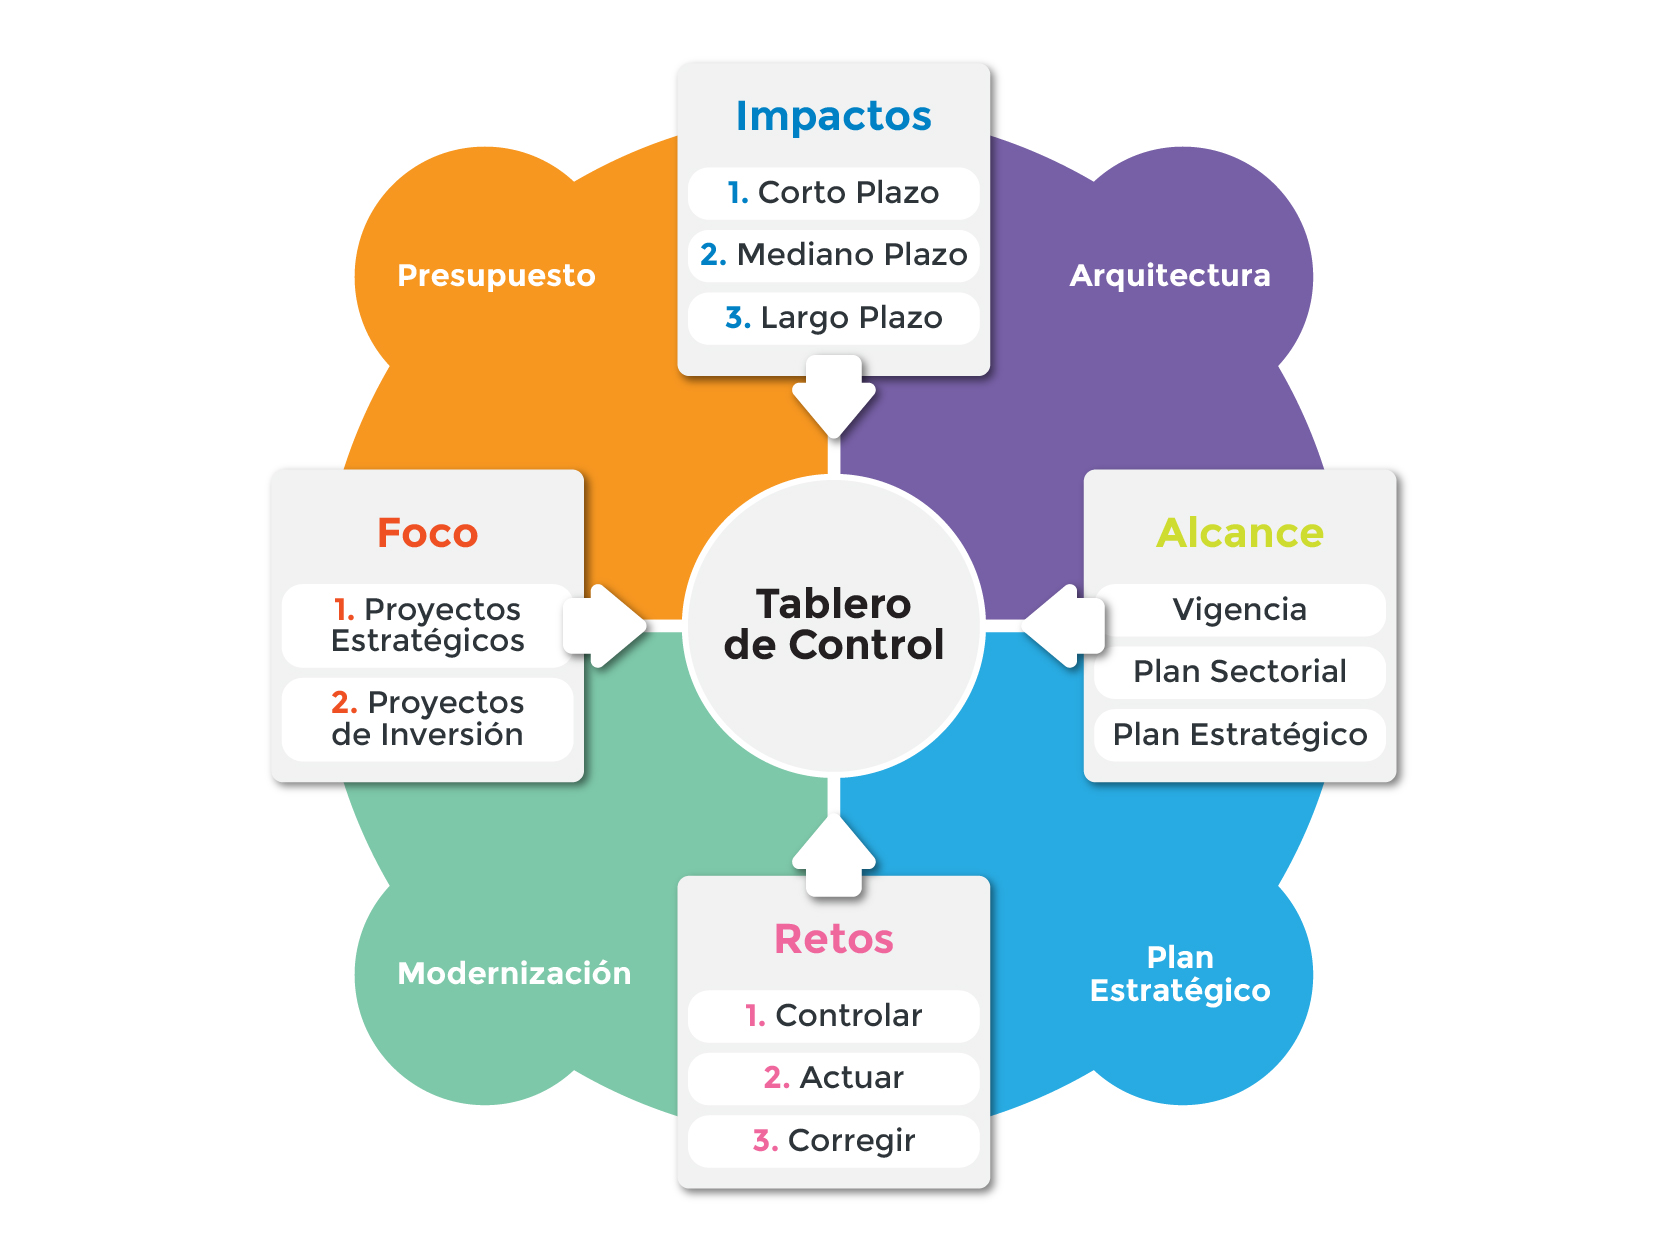 Impactos
1. Corto Plazo
2. Mediano Plazo
3. Largo Plazo
Presupuesto
Arquitectura
Foco
1. Proyectos
Estratégicos
2. Proyectos
de Inversión
Tablero
de Control
Alcance
Vigencia
Plan Sectorial
Plan Estratégico
Modernización
Plan
Estratégico
Retos
1. Controlar
2. Actuar
3. Corregir